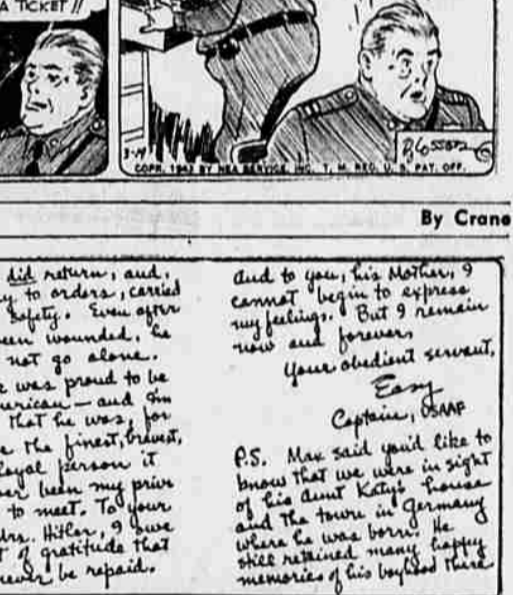 A TICKET!!
3-14
COPR. 1942 BY NEA SERVICE, INC. T. M. REG. U. S. PAT. OFF.
By Crane
did return, and,
to orders, carried
safety. Even after
been wounded, he
not go alone.
was proud to be
American — and I'm
that he was, for
the finest, bravest,
loyal person it
ever been my privi
to meet. To your
Mrs. Hitler, I owe
of gratitude that
never be repaid.
And to you, his Mother, I
cannot begin to express
my feelings. But I remain
now and forever,
Your obedient servant,
Easy
Captain, USAAF
P.S. Max said you'd like to
know that we were in sight
of his Aunt Katy's house
and the town in Germany
where he was born. He
still retained many happy
memories of his boyhood there